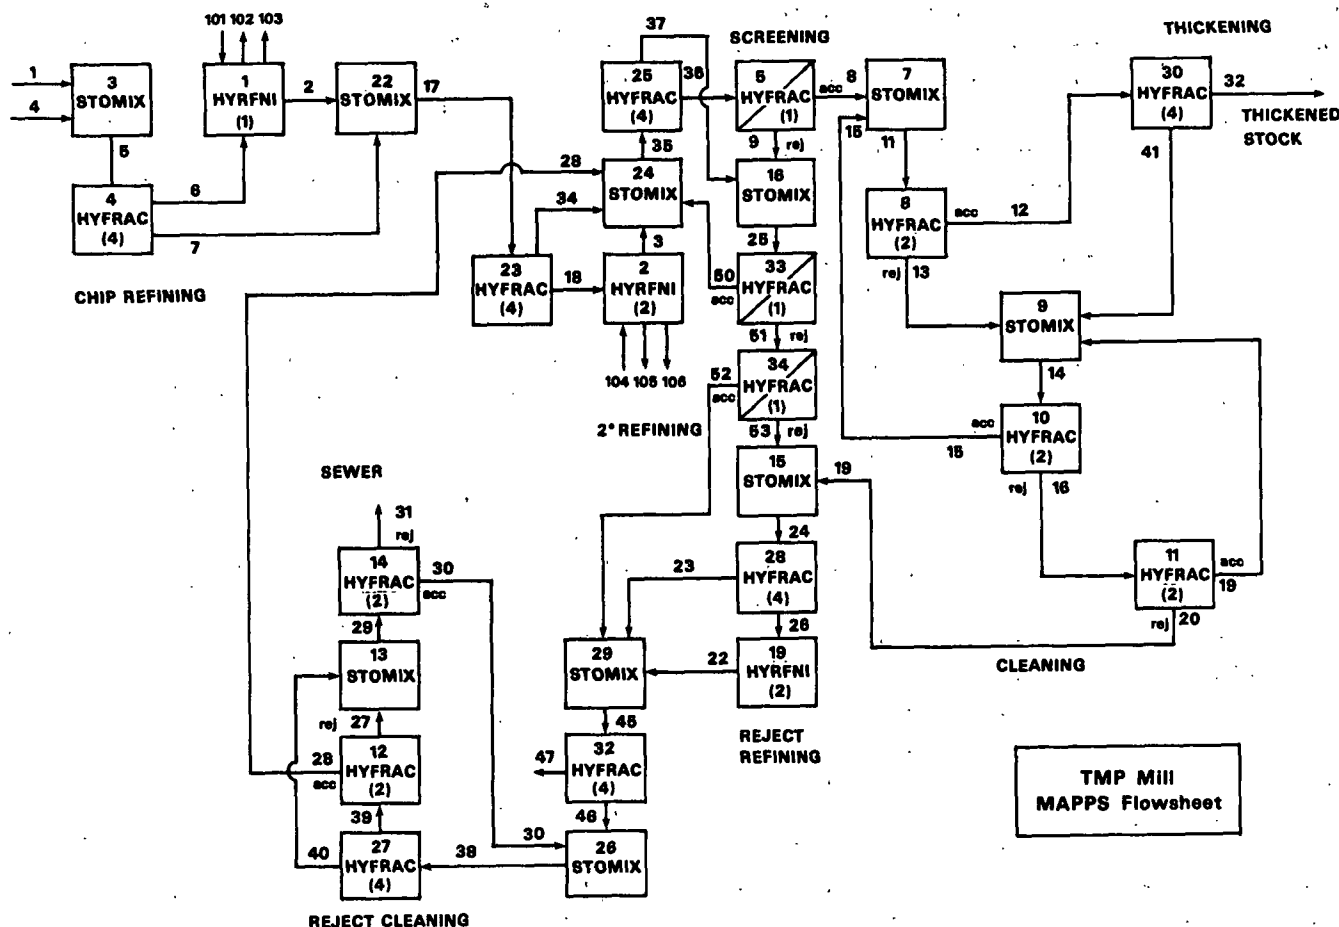 101 102 103
37
SCREENING
THICKENING
1
3
STOMIX
4
5
1
HYRFNI
(1)
2
22
STOMIX
17
25
HYFRAC
(4)
36
5
HYFRAC
(1)
acc
8
7
STOMIX
15
30
HYFRAC
(4)
32
THICKENED
STOCK
9
rej
11
41
35
28
24
STOMIX
16
STOMIX
34
4
HYFRAC
(4)
6
7
8
HYFRAC
(2)
acc
12
rej
13
3
25
23
HYFRAC
(4)
18
2
HYRFNI
(2)
50
acc
33
HYFRAC
(1)
CHIP REFINING
9
STOMIX
51
rej
104 105 106
52
acc
34
HYFRAC
(1)
14
2° REFINING
53
rej
acc
15
10
HYFRAC
(2)
rej
16
SEWER
15
STOMIX
19
31
rej
24
14
HYFRAC
(2)
30
acc
23
28
HYFRAC
(4)
11
HYFRAC
(2)
acc
19
rej
20
29
26
13
STOMIX
29
STOMIX
22
19
HYRFNI
(2)
CLEANING
rej
27
45
REJECT
REFINING
28
acc
12
HYFRAC
(2)
47
32
HYFRAC
(4)
TMP Mill
MAPPS Flowsheet
39
46
40
27
HYFRAC
(4)
38
30
26
STOMIX
REJECT CLEANING